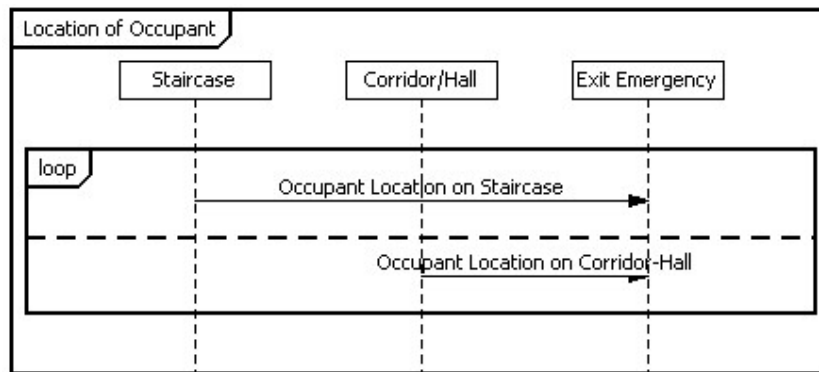 Location of Occupant
Staircase
Corridor/Hall
Exit Emergency
loop
Occupant Location on Staircase
Occupant Location on Corridor-Hall